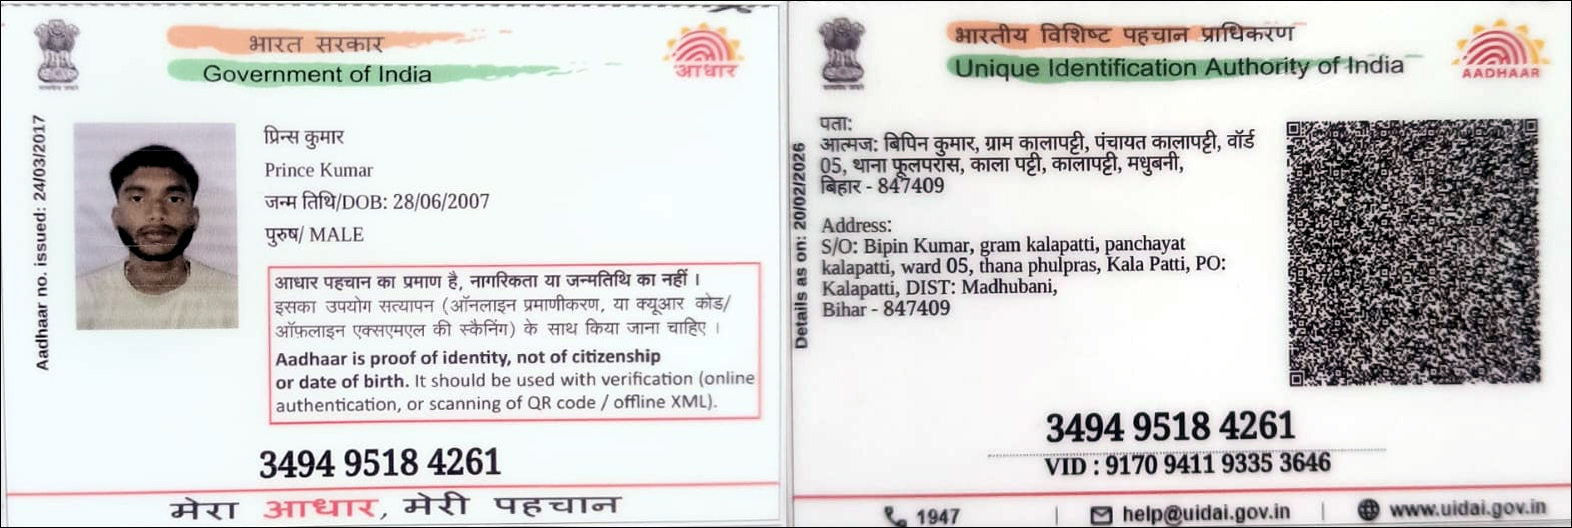 भारत सरकार
Government of India
आधार
Aadhaar no. issued: 24/03/2017
प्रिन्स कुमार
Prince Kumar
जन्म तिथि/DOB: 28/06/2007
पुरुष/ MALE
आधार पहचान का प्रमाण है, नागरिकता या जन्मतिथि का नहीं ।
इसका उपयोग सत्यापन (ऑनलाइन प्रमाणीकरण, या क्यूआर कोड/
ऑफ़लाइन एक्सएमएल की स्कैनिंग) के साथ किया जाना चाहिए ।
Aadhaar is proof of identity, not of citizenship
or date of birth. It should be used with verification (online
authentication, or scanning of QR code / offline XML).
3494 9518 4261
मेरा आधार, मेरी पहचान
भारतीय विशिष्ट पहचान प्राधिकरण
Unique Identification Authority of India
AADHAAR
Details as on: 20/02/2026
पता:
आत्मज: बिपिन कुमार, ग्राम कालापट्टी, पंचायत कालापट्टी, वॉर्ड
05, थाना फूलपरास, काला पट्टी, कालापट्टी, मधुबनी,
बिहार - 847409
Address:
S/O: Bipin Kumar, gram kalapatti, panchayat
kalapatti, ward 05, thana phulpras, Kala Patti, PO:
Kalapatti, DIST: Madhubani,
Bihar - 847409
3494 9518 4261
VID : 9170 9411 9335 3646
1947
help@uidai.gov.in
www.uidai.gov.in